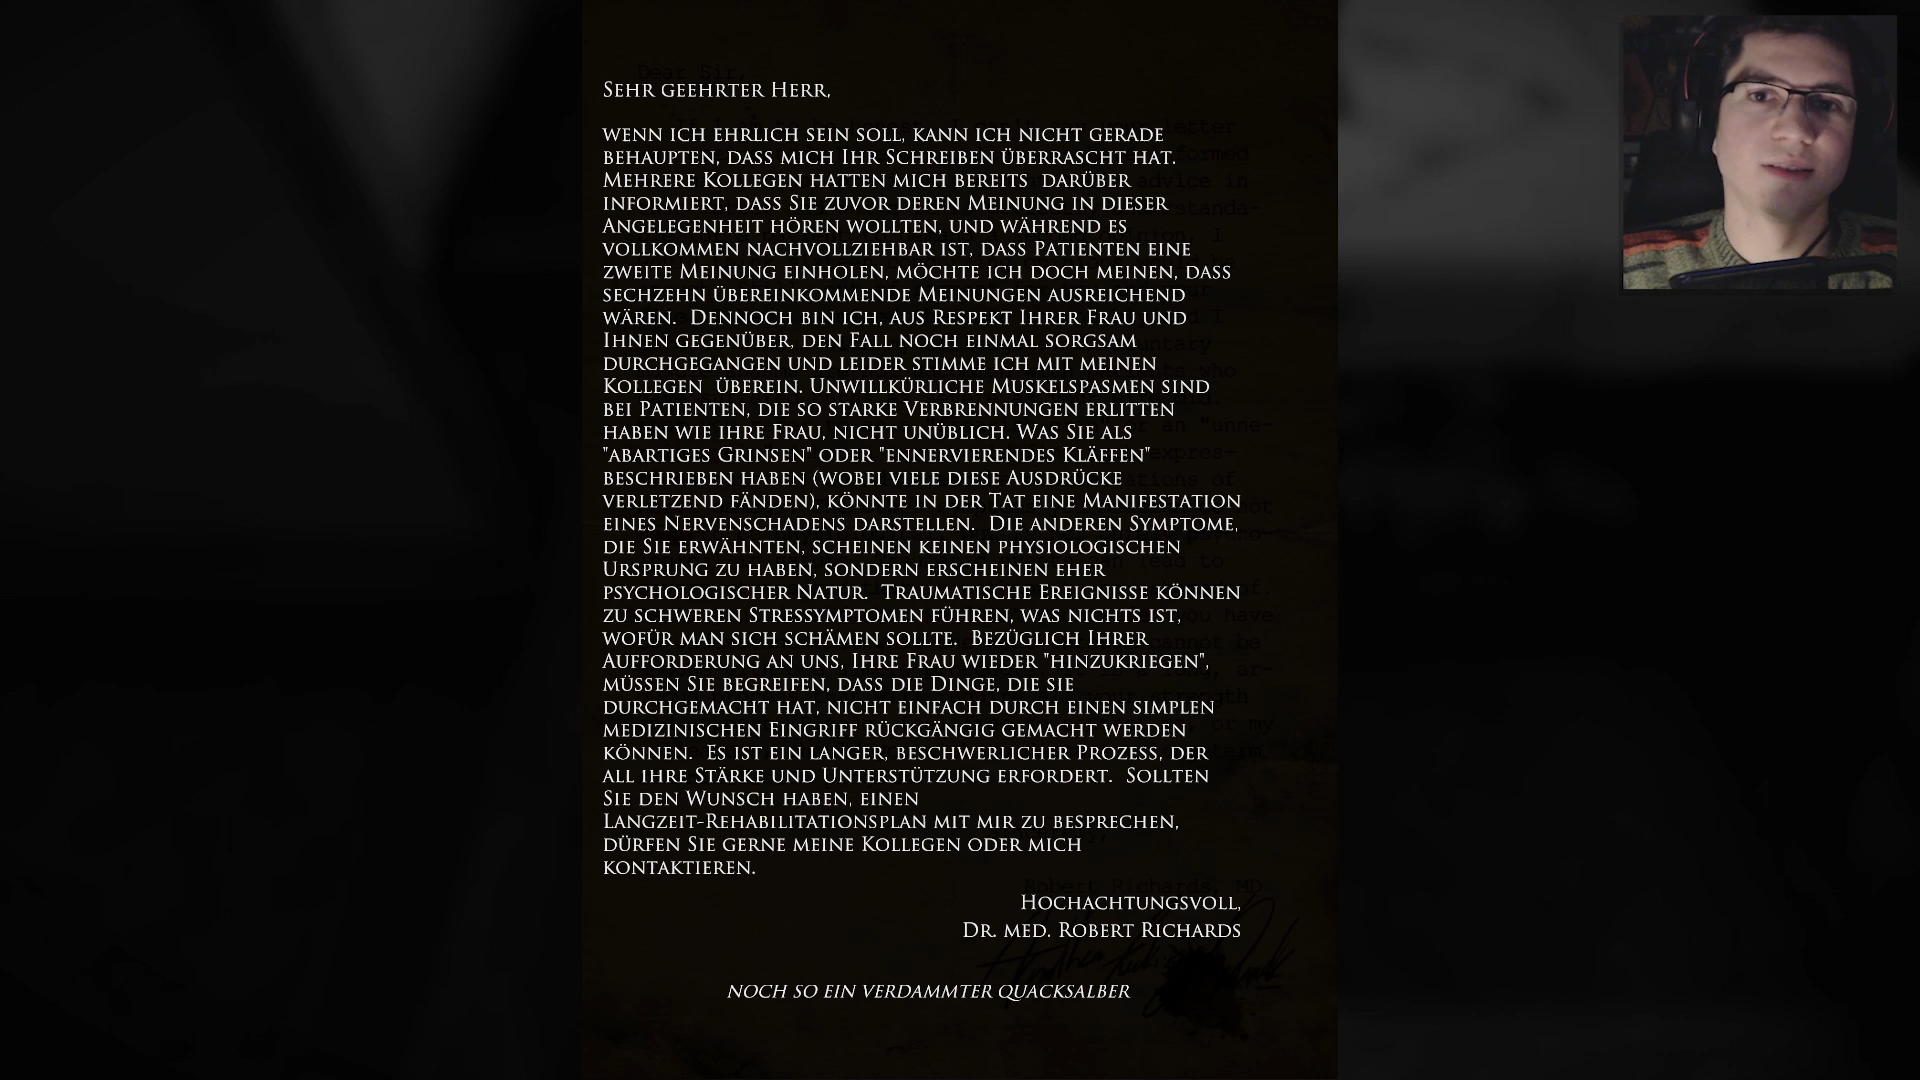 Sehr geehrter Herr,
wenn ich ehrlich sein soll, kann ich nicht gerade
behaupten, dass mich Ihr Schreiben überrascht hat.
Mehrere Kollegen hatten mich bereits darüber
informiert, dass Sie zuvor deren Meinung in dieser
Angelegenheit hören wollten, und während es
vollkommen nachvollziehbar ist, dass Patienten eine
zweite Meinung einholen, möchte ich doch meinen, dass
sechzehn übereinkommende Meinungen ausreichend
wären. Dennoch bin ich, aus Respekt Ihrer Frau und
Ihnen gegenüber, den Fall noch einmal sorgsam
durchgegangen und leider stimme ich mit meinen
Kollegen überein. Unwillkürliche Muskelspasmen sind
bei Patienten, die so starke Verbrennungen erlitten
haben wie ihre Frau, nicht unüblich. Was Sie als
"abartiges Grinsen" oder "ennervierendes Kläffen"
beschrieben haben (wobei viele diese Ausdrücke
verletzend fänden), könnte in der Tat eine Manifestation
eines Nervenschadens darstellen. Die anderen Symptome,
die Sie erwähnten, scheinen keinen physiologischen
Ursprung zu haben, sondern erscheinen eher
psychologischer Natur. Traumatische Ereignisse können
zu schweren Stressymptomen führen, was nichts ist,
wofür man sich schämen sollte. Bezüglich Ihrer
Aufforderung an uns, Ihre Frau wieder "hinzukriegen",
müssen Sie begreifen, dass die Dinge, die sie
durchgemacht hat, nicht einfach durch einen simplen
medizinischen Eingriff rückgängig gemacht werden
können. Es ist ein langer, beschwerlicher Prozess, der
all ihre Stärke und Unterstützung erfordert. Sollten
Sie den Wunsch haben, einen
Langzeit-Rehabilitationsplan mit mir zu besprechen,
dürfen Sie gerne meine Kollegen oder mich
kontaktieren.
Robert Richards, MD
Hochachtungsvoll,
Dr. med. Robert Richards
noch so ein verdammter Quacksalber